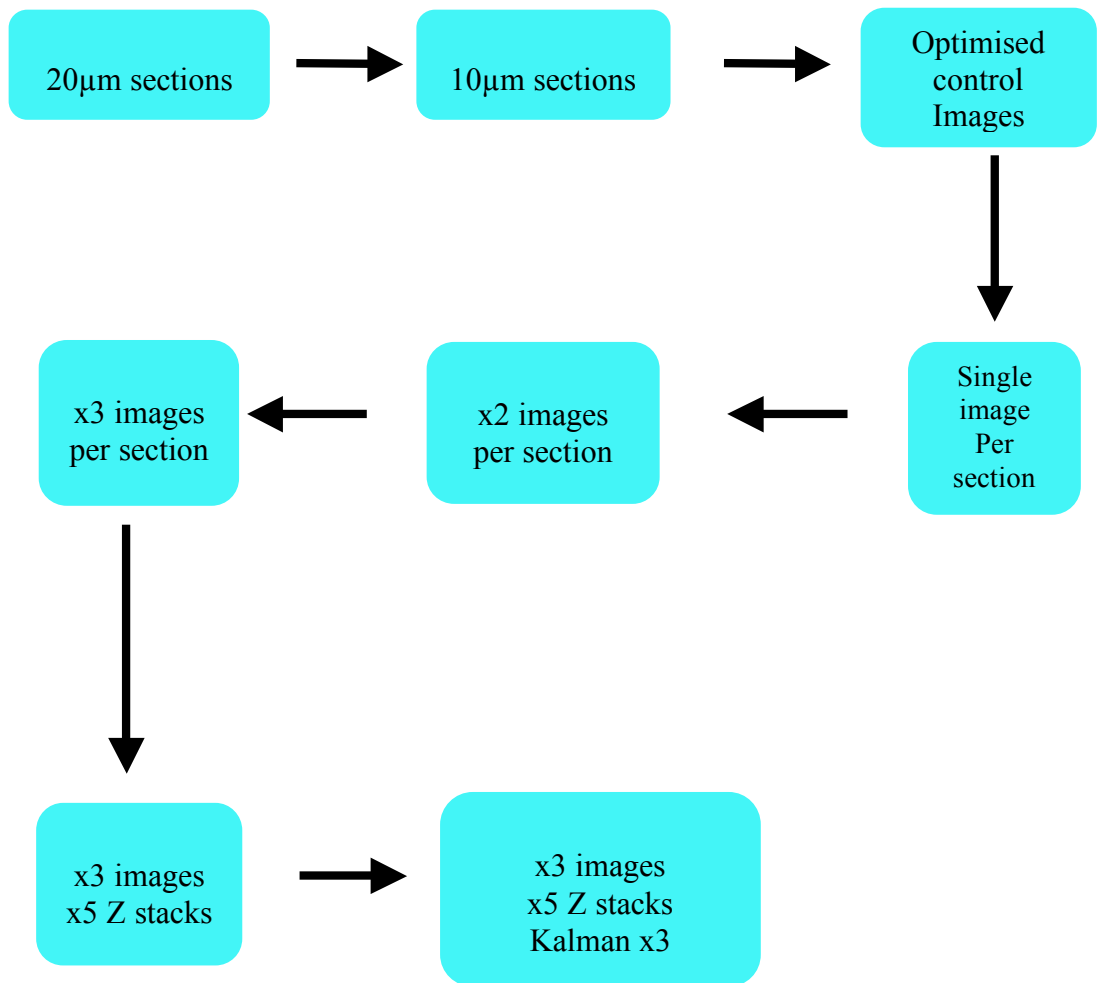 20µm sections
10µm sections
Optimised
control
Images
Single
image
Per
section
x2 images
per section
x3 images
per section
x3 images
x5 Z stacks
x3 images
x5 Z stacks
Kalman x3